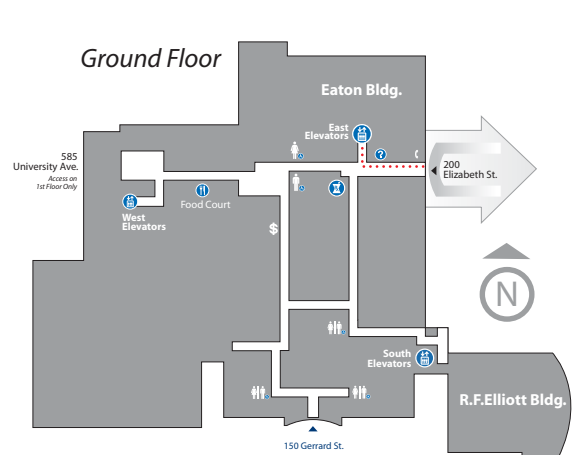 Ground Floor
Eaton Bldg.
East
Elevators
?
585
University Ave.
Access on
1st Floor Only
200
Elizabeth St.
Food Court
West
Elevators
$
N
South
Elevators
R.F.Elliott Bldg.
150 Gerrard St.